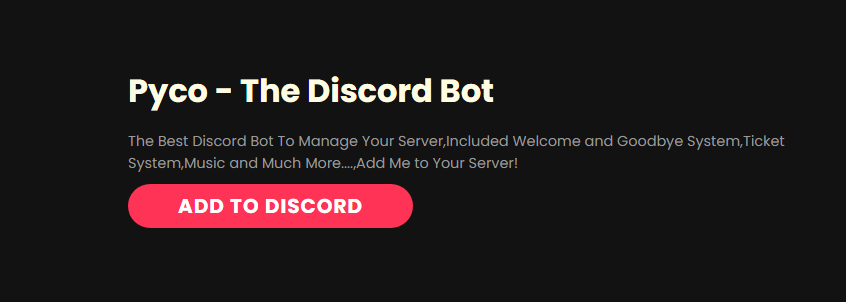 Pyco - The Discord Bot
The Best Discord Bot To Manage Your Server,Included Welcome and Goodbye System,Ticket
System,Music and Much More....,Add Me to Your Server!
ADD TO DISCORD